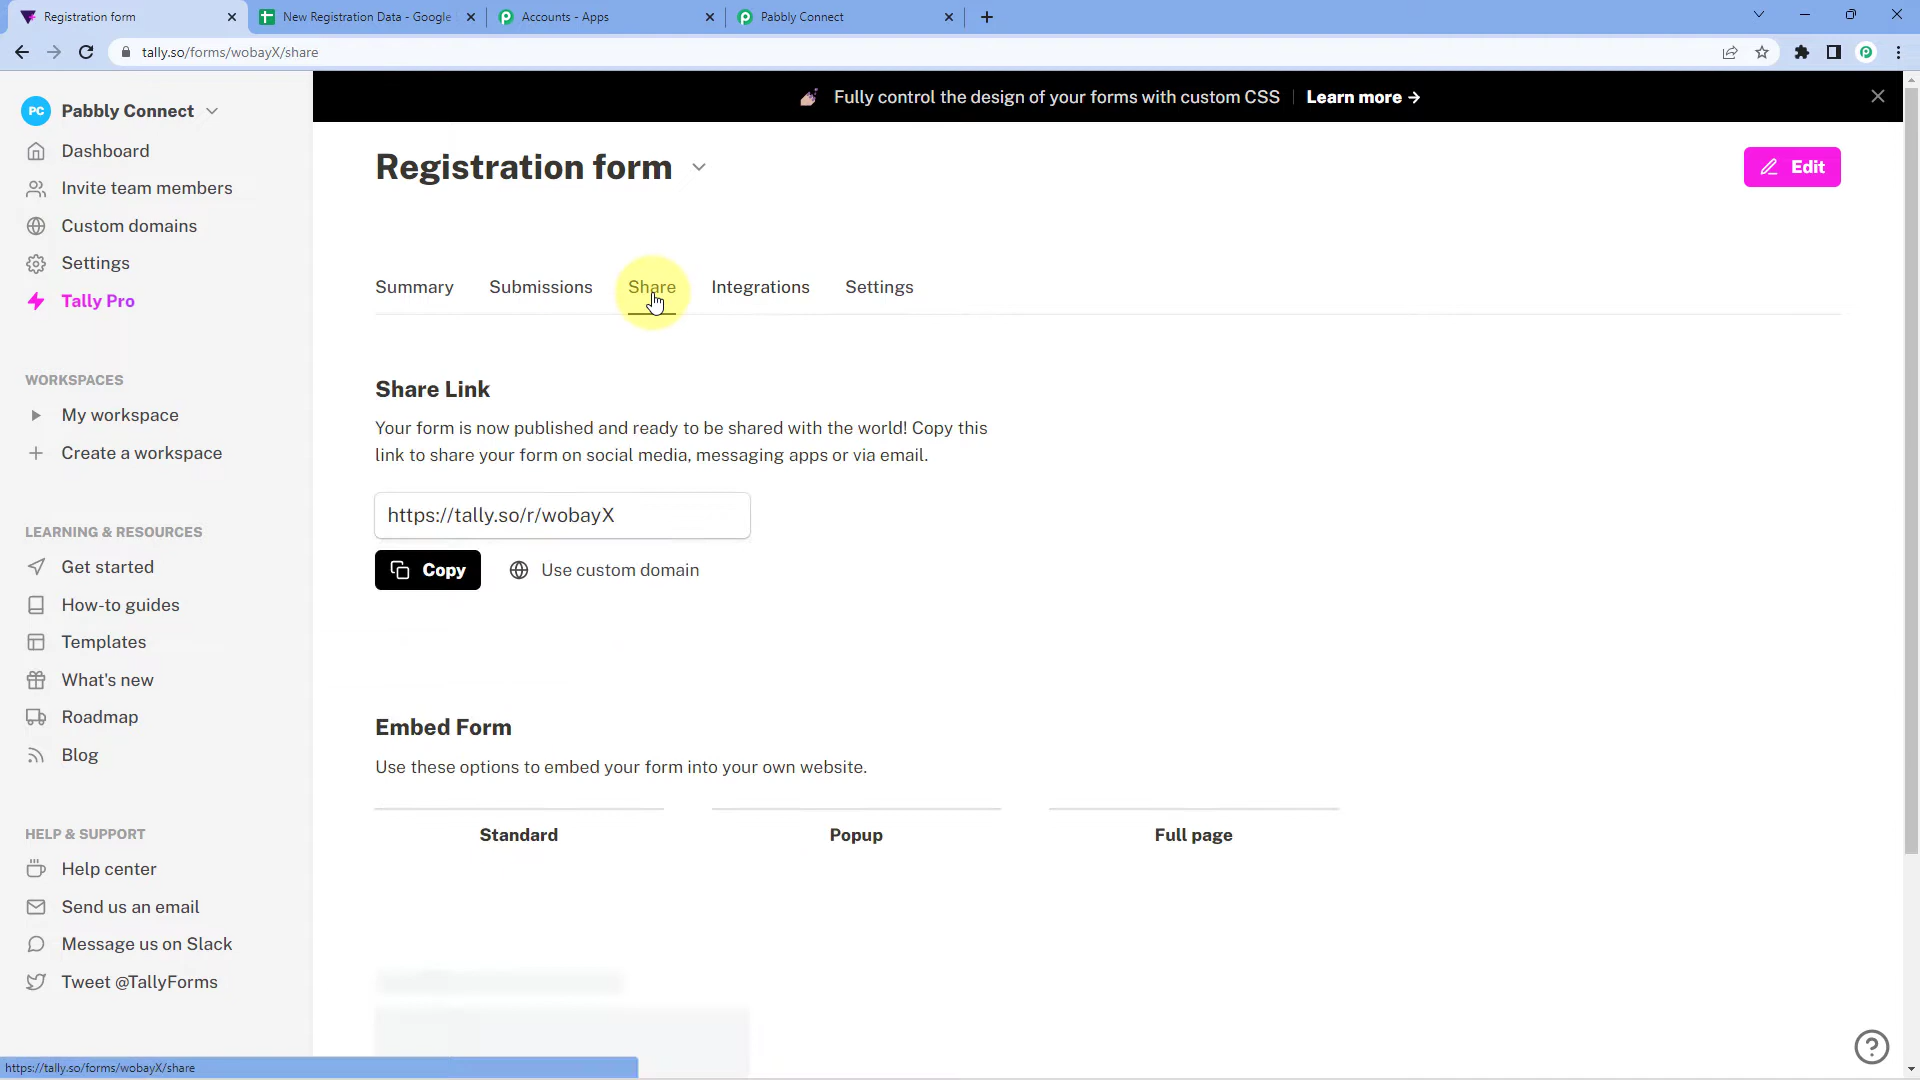 Registration form
New Registration Data - Google
Accounts - Apps
Pabbly Connect
tally.so/forms/wobayX/share
PC Pabbly Connect
Fully control the design of your forms with custom CSS | Learn more →
Dashboard
Invite team members
Custom domains
Settings
Tally Pro
WORKSPACES
My workspace
Create a workspace
LEARNING & RESOURCES
Get started
How-to guides
Templates
What's new
Roadmap
Blog
HELP & SUPPORT
Help center
Send us an email
Message us on Slack
Tweet @TallyForms
Registration form
Edit
Summary
Submissions
Share
Integrations
Settings
Share Link
Your form is now published and ready to be shared with the world! Copy this
link to share your form on social media, messaging apps or via email.
https://tally.so/r/wobayX
Copy
Use custom domain
Embed Form
Use these options to embed your form into your own website.
Standard
Popup
Full page
https://tally.so/forms/wobayX/share